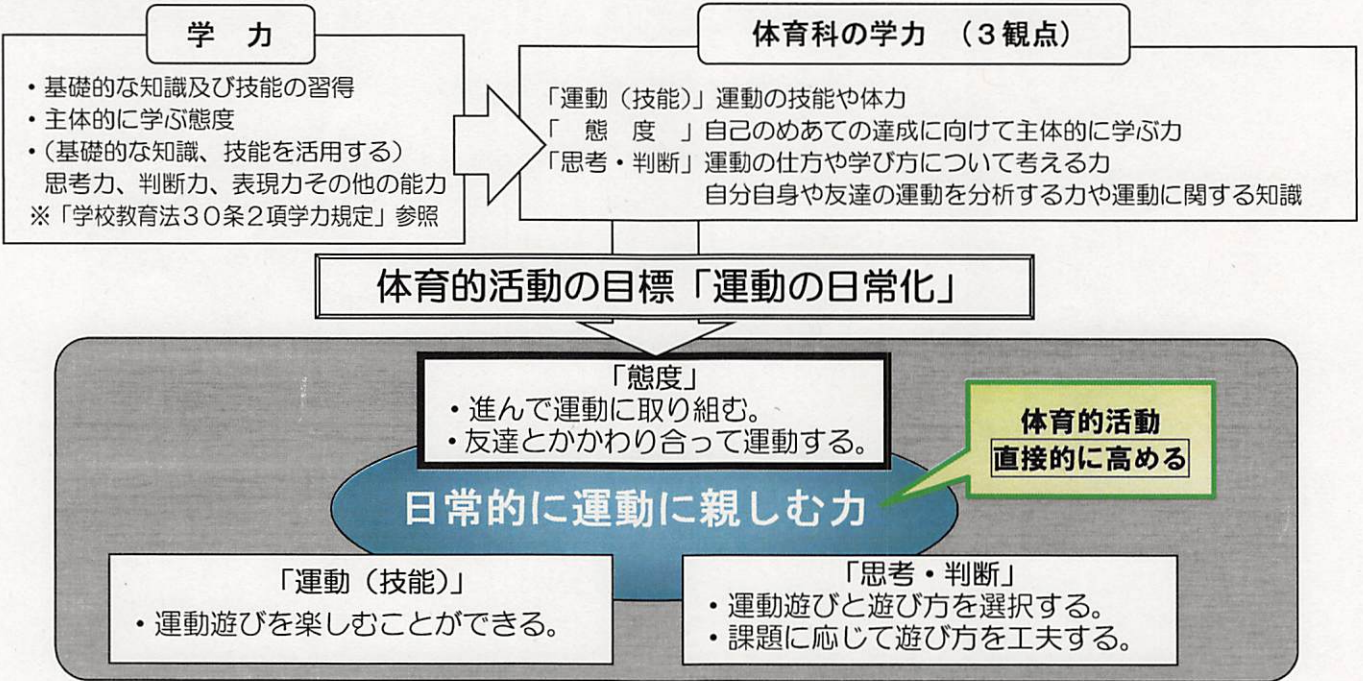 学　力
・基礎的な知識及び技能の習得
・主体的に学ぶ態度
・（基礎的な知識、技能を活用する）
思考力、判断力、表現力その他の能力
※「学校教育法３０条２項学力規定」参照
体育科の学力　（３観点）
「運動（技能）」運動の技能や体力
「　態　度　」自己のめあての達成に向けて主体的に学ぶ力
「思考・判断」運動の仕方や学び方について考える力
自分自身や友達の運動を分析する力や運動に関する知識
体育的活動の目標「運動の日常化」
「態度」
・進んで運動に取り組む。
・友達とかかわり合って運動する。
体育的活動
直接的に高める
日常的に運動に親しむ力
「運動（技能）」
・運動遊びを楽しむことができる。
「思考・判断」
・運動遊びと遊び方を選択する。
・課題に応じて遊び方を工夫する。